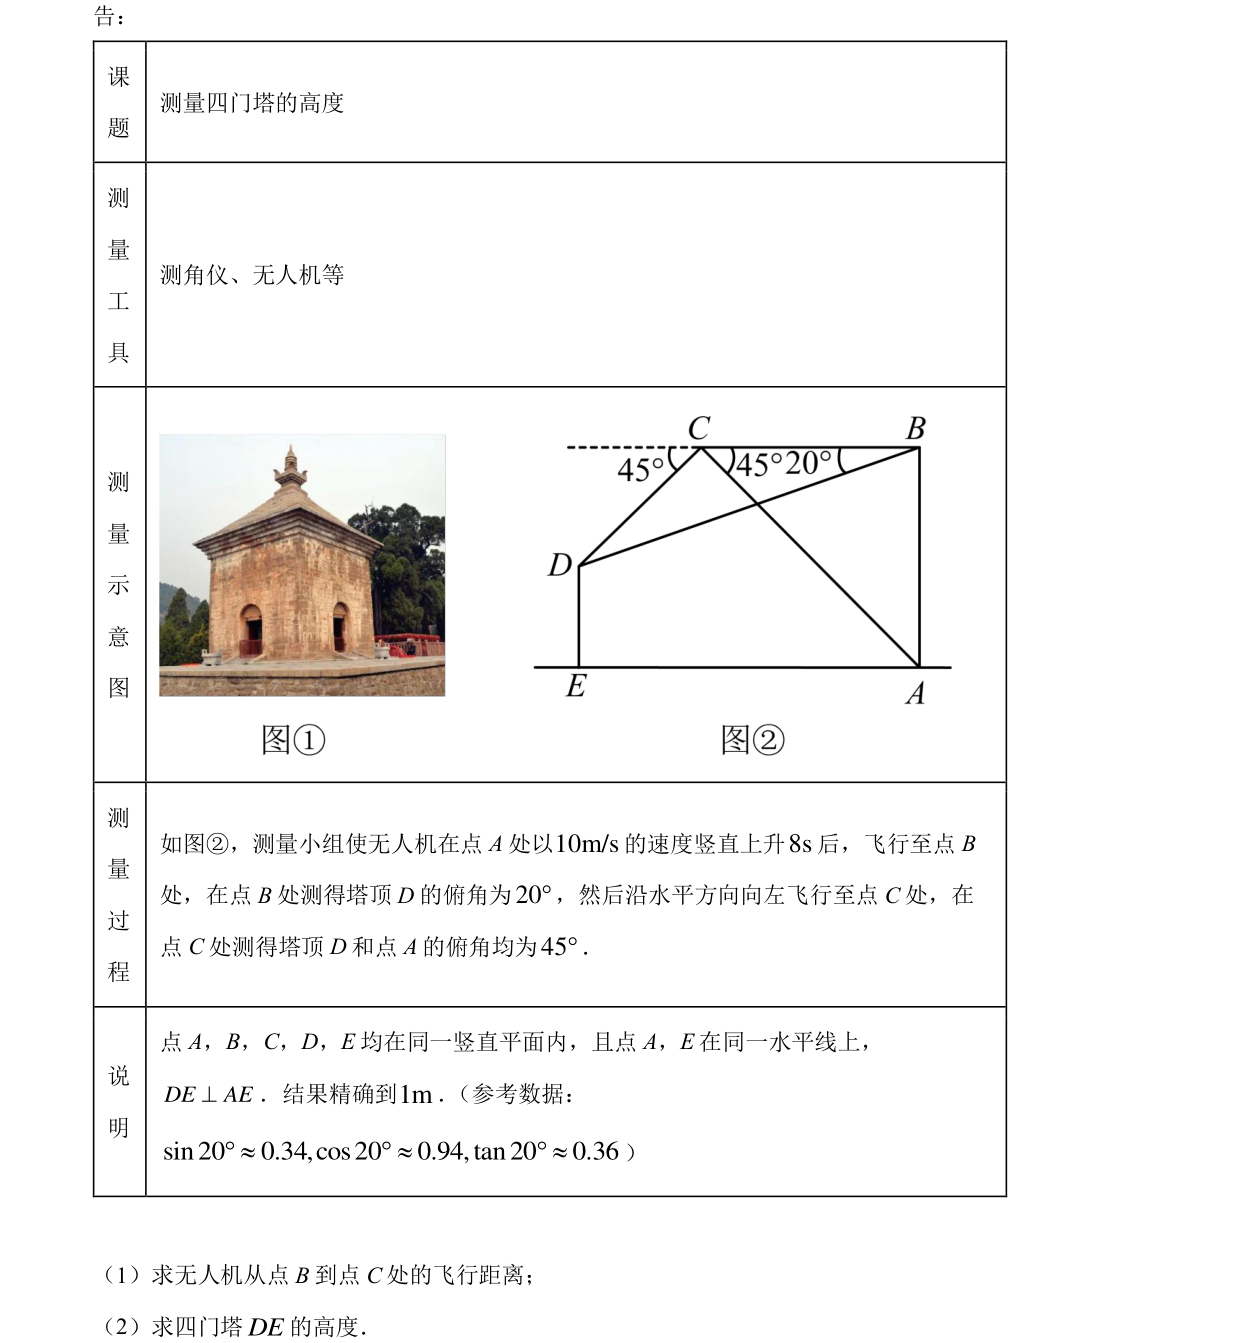 告：
课题
测量四门塔的高度
测量工具
测角仪、无人机等
测量示意图
C
B
45°
45°
20°
D
E
A
图①
图②
测量过程
如图②，测量小组使无人机在点 A 处以10m/s 的速度竖直上升8s 后，飞行至点 B
处，在点 B 处测得塔顶 D 的俯角为20°，然后沿水平方向向左飞行至点 C 处，在
点 C 处测得塔顶 D 和点 A 的俯角均为45°．
说明
点 A，B，C，D，E 均在同一竖直平面内，且点 A，E 在同一水平线上，
DE⊥AE．结果精确到1m．（参考数据：
sin 20°≈0.34,cos 20°≈0.94,tan 20°≈0.36）
（1）求无人机从点 B 到点 C 处的飞行距离；
（2）求四门塔 DE 的高度．